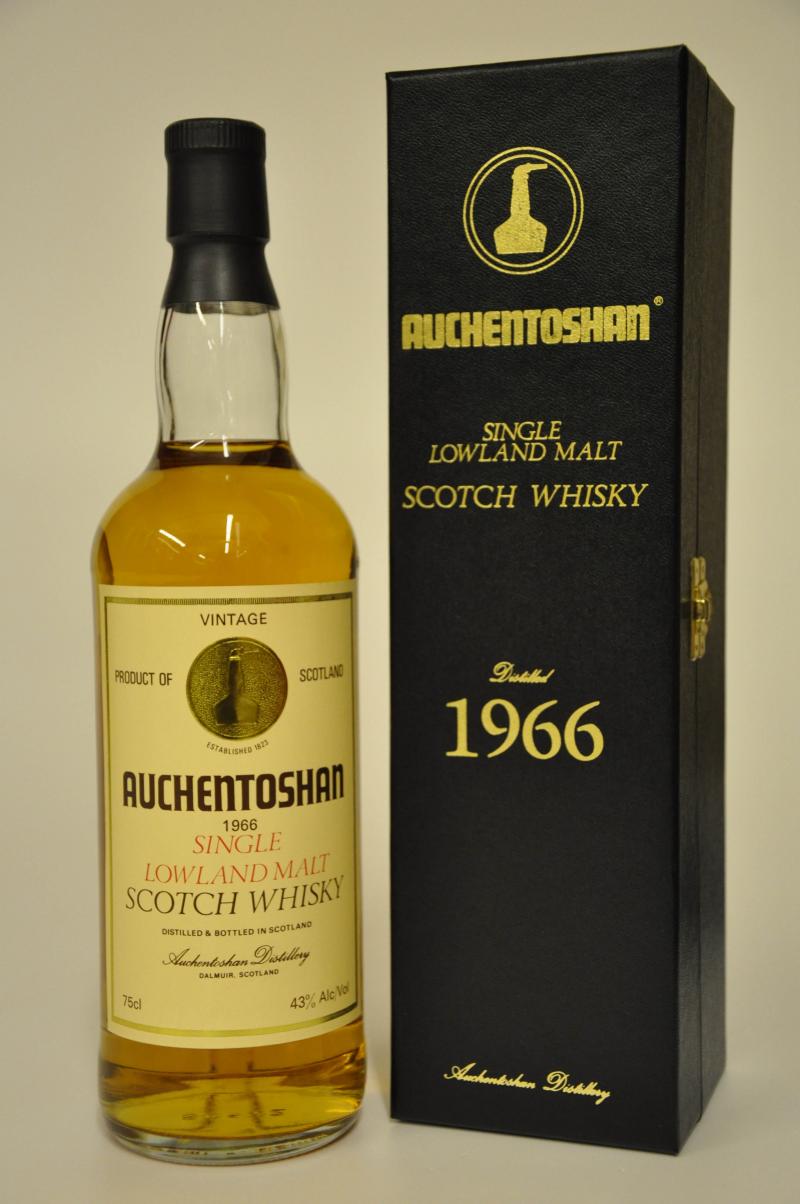 VINTAGE
PRODUCT OF SCOTLAND
ESTABLISHED 1823
AUCHENTOSHAN
1966
SINGLE
LOWLAND MALT
SCOTCH WHISKY
DISTILLED & BOTTLED IN SCOTLAND
Auchentoshan Distillery
DALMUIR, SCOTLAND
75cl 43% Alc/Vol
AUCHENTOSHAN®
SINGLE
LOWLAND MALT
SCOTCH WHISKY
Distilled
1966
Auchentoshan Distillery